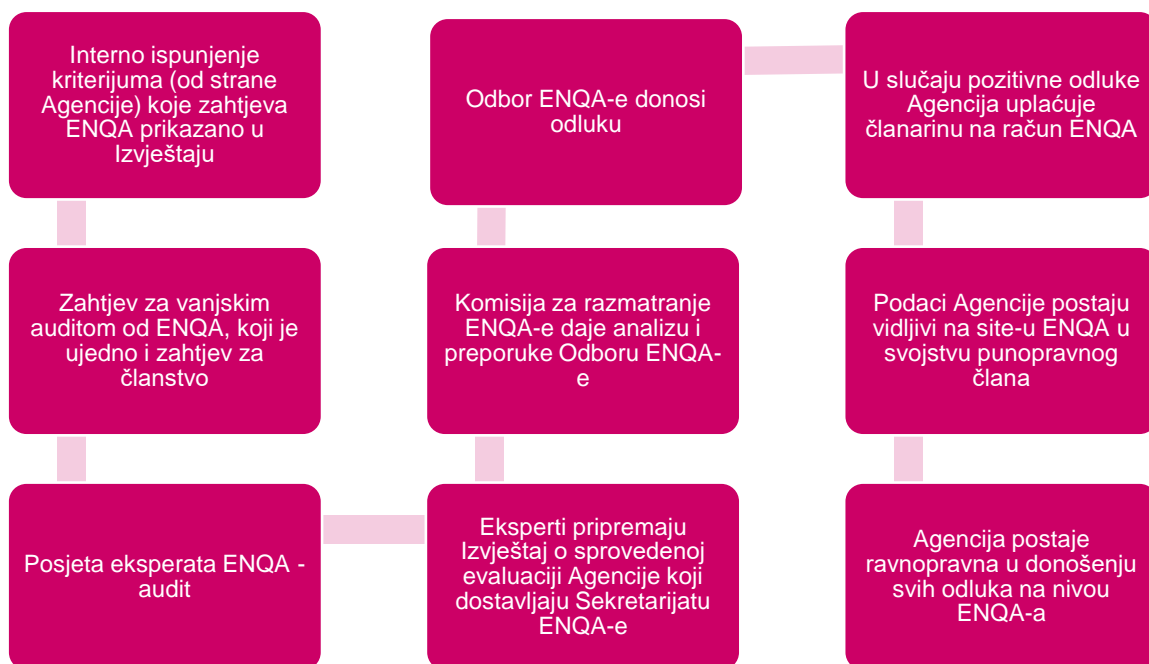 Interno ispunjenje
kriterijuma (od strane
Agencije) koje zahtjeva
ENQA prikazano u
Izvještaju
Zahtjev za vanjskim
auditom od ENQA, koji je
ujedno i zahtjev za
članstvo
Posjeta eksperata ENQA -
audit
Eksperti pripremaju
Izvještaj o sprovedenoj
evaluaciji Agencije koji
dostavljaju Sekretarijatu
ENQA-e
Komisija za razmatranje
ENQA-e daje analizu i
preporuke Odboru ENQA-
e
Odbor ENQA-e donosi
odluku
U slučaju pozitivne odluke
Agencija uplaćuje
članarinu na račun ENQA
Podaci Agencije postaju
vidljivi na site-u ENQA u
svojstvu punopravnog
člana
Agencija postaje
ravnopravna u donošenju
svih odluka na nivou
ENQA-a